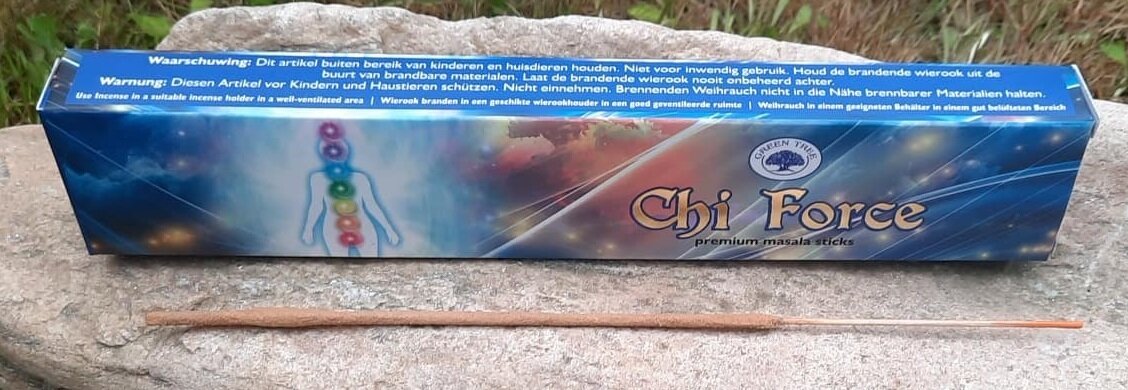 Waarschuwing: Dit artikel buiten bereik van kinderen en huisdieren houden. Niet voor inwendig gebruik. Houd de brandende wierook uit de
buurt van brandbare materialen. Laat de brandende wierook nooit onbeheerd achter.
Warnung: Diesen Artikel vor Kindern und Haustieren schützen. Nicht einnehmen. Brennenden Weihrauch nicht in die Nähe brennbarer Materialien halten.
Use Incense in a suitable incense holder in a well-ventilated area | Wierook branden in een geschikte wierookhouder in een goed geventileerde ruimte | Weihrauch in einem geeigneten Behälter in einem gut belüfteten Bereich
GREEN TREE
Chi Force
premium masala sticks